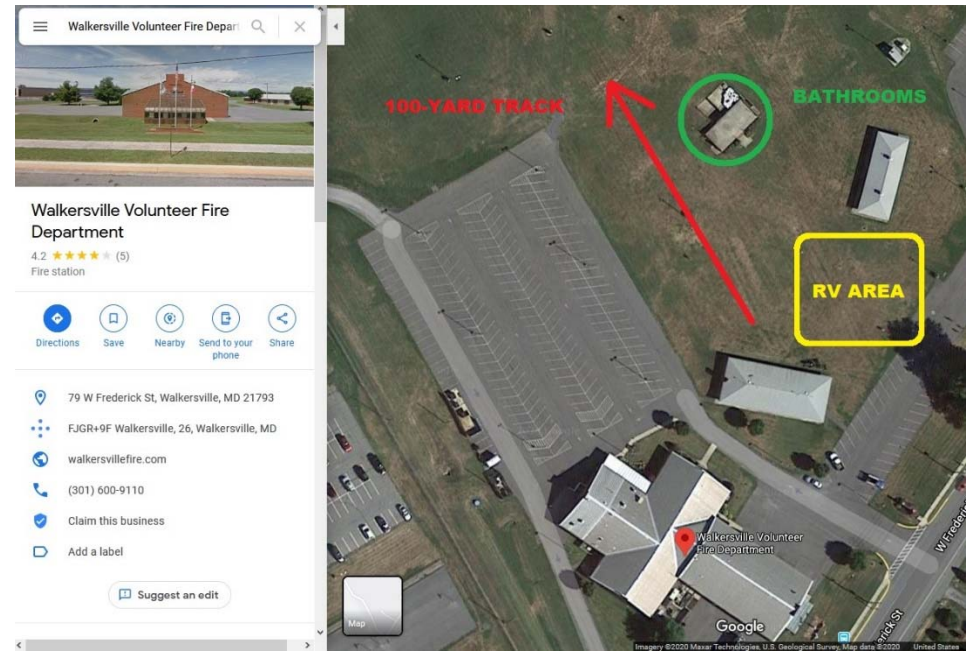 Walkersville Volunteer Fire Depart
Walkersville Volunteer Fire
Department
4.2 ★★★★★ (5)
Fire station
Directions
Save
Nearby
Send to your
phone
Share
79 W Frederick St, Walkersville, MD 21793
FJGR+9F Walkersville, 26, Walkersville, MD
walkersvillefire.com
(301) 600-9110
Claim this business
Add a label
Suggest an edit
100-YARD TRACK
BATHROOMS
RV AREA
Walkersville Volunteer
Fire Department
W Frederick St
Map
Google
Imagery ©2020 Maxar Technologies, U.S. Geological Survey, Map data ©2020 United States